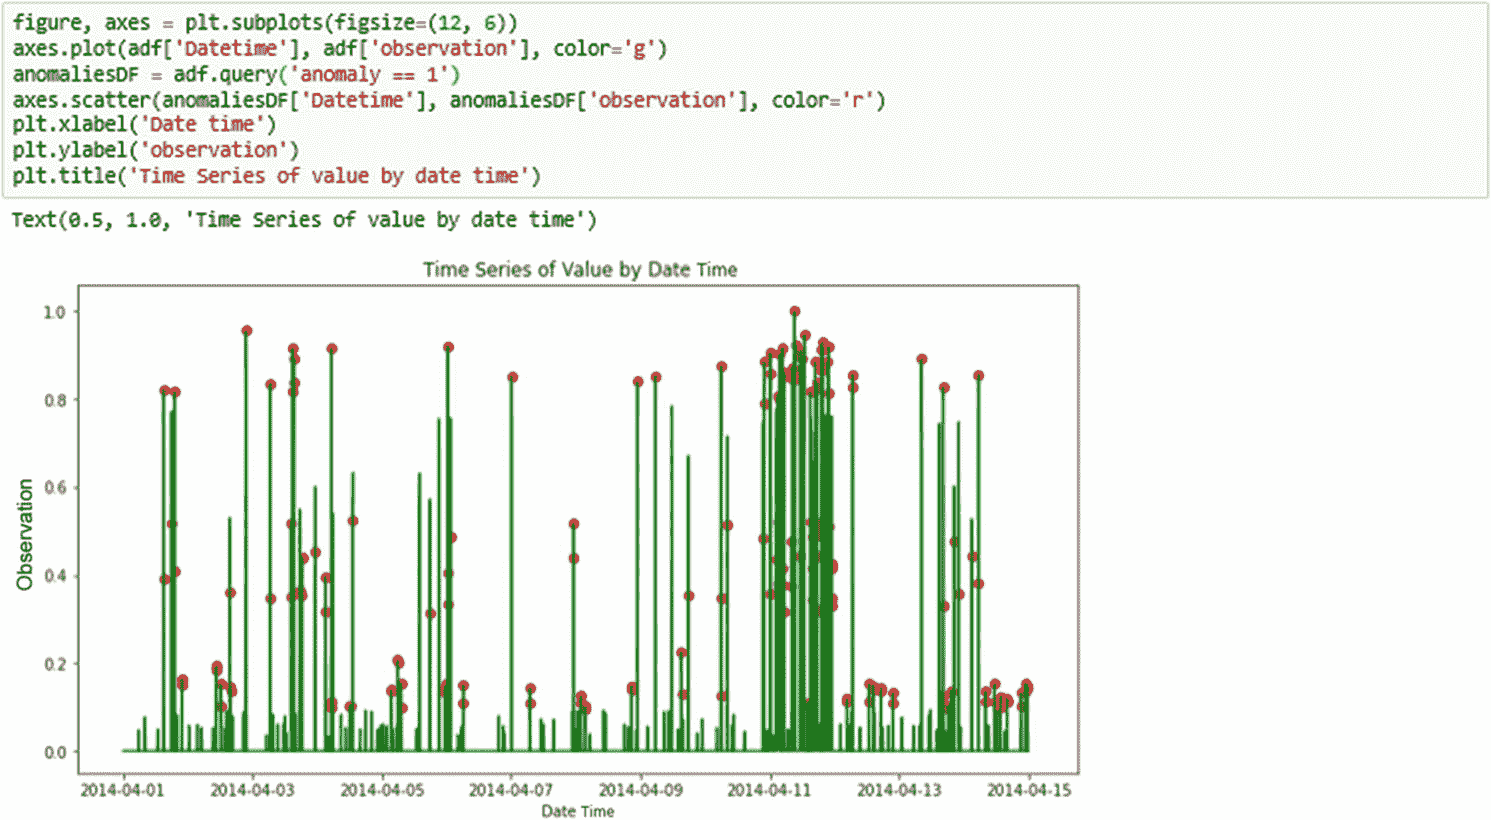 figure, axes = plt.subplots(figsize=(12, 6))
axes.plot(adf['Datetime'], adf['observation'], color='g')
anomaliesDF = adf.query('anomaly == 1')
axes.scatter(anomaliesDF['Datetime'], anomaliesDF['observation'], color='r')
plt.xlabel('Date time')
plt.ylabel('observation')
plt.title('Time Series of value by date time')
Text(0.5, 1.0, 'Time Series of value by date time')
Time Series of Value by Date Time
1.0
0.8
0.6
0.4
0.2
0.0
Observation
2014-04-01 2014-04-03 2014-04-05 2014-04-07 2014-04-09 2014-04-11 2014-04-13 2014-04-15
Date Time